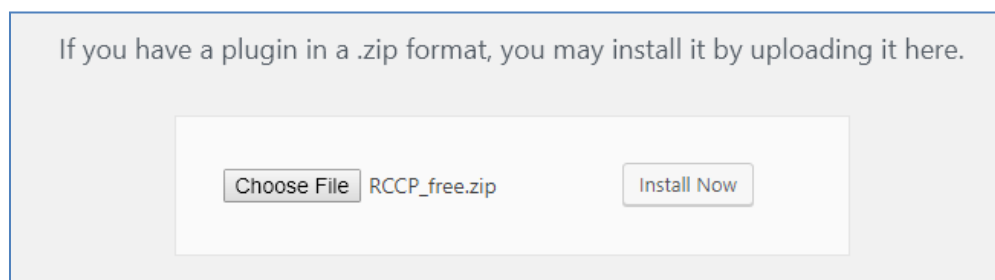 If you have a plugin in a .zip format, you may install it by uploading it here.
Choose File RCCP_free.zip Install Now